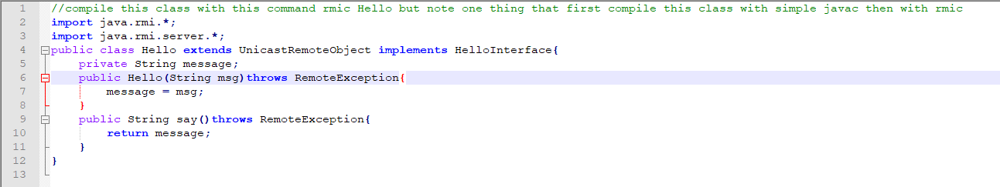 1 //compile this class with this command rmic Hello but note one thing that first compile this class with simple javac then with rmic
2 import java.rmi.*;
3 import java.rmi.server.*;
4 public class Hello extends UnicastRemoteObject implements HelloInterface{
5     private String message;
6     public Hello(String msg)throws RemoteException{
7         message = msg;
8     }
9     public String say()throws RemoteException{
10         return message;
11     }
12 }
13